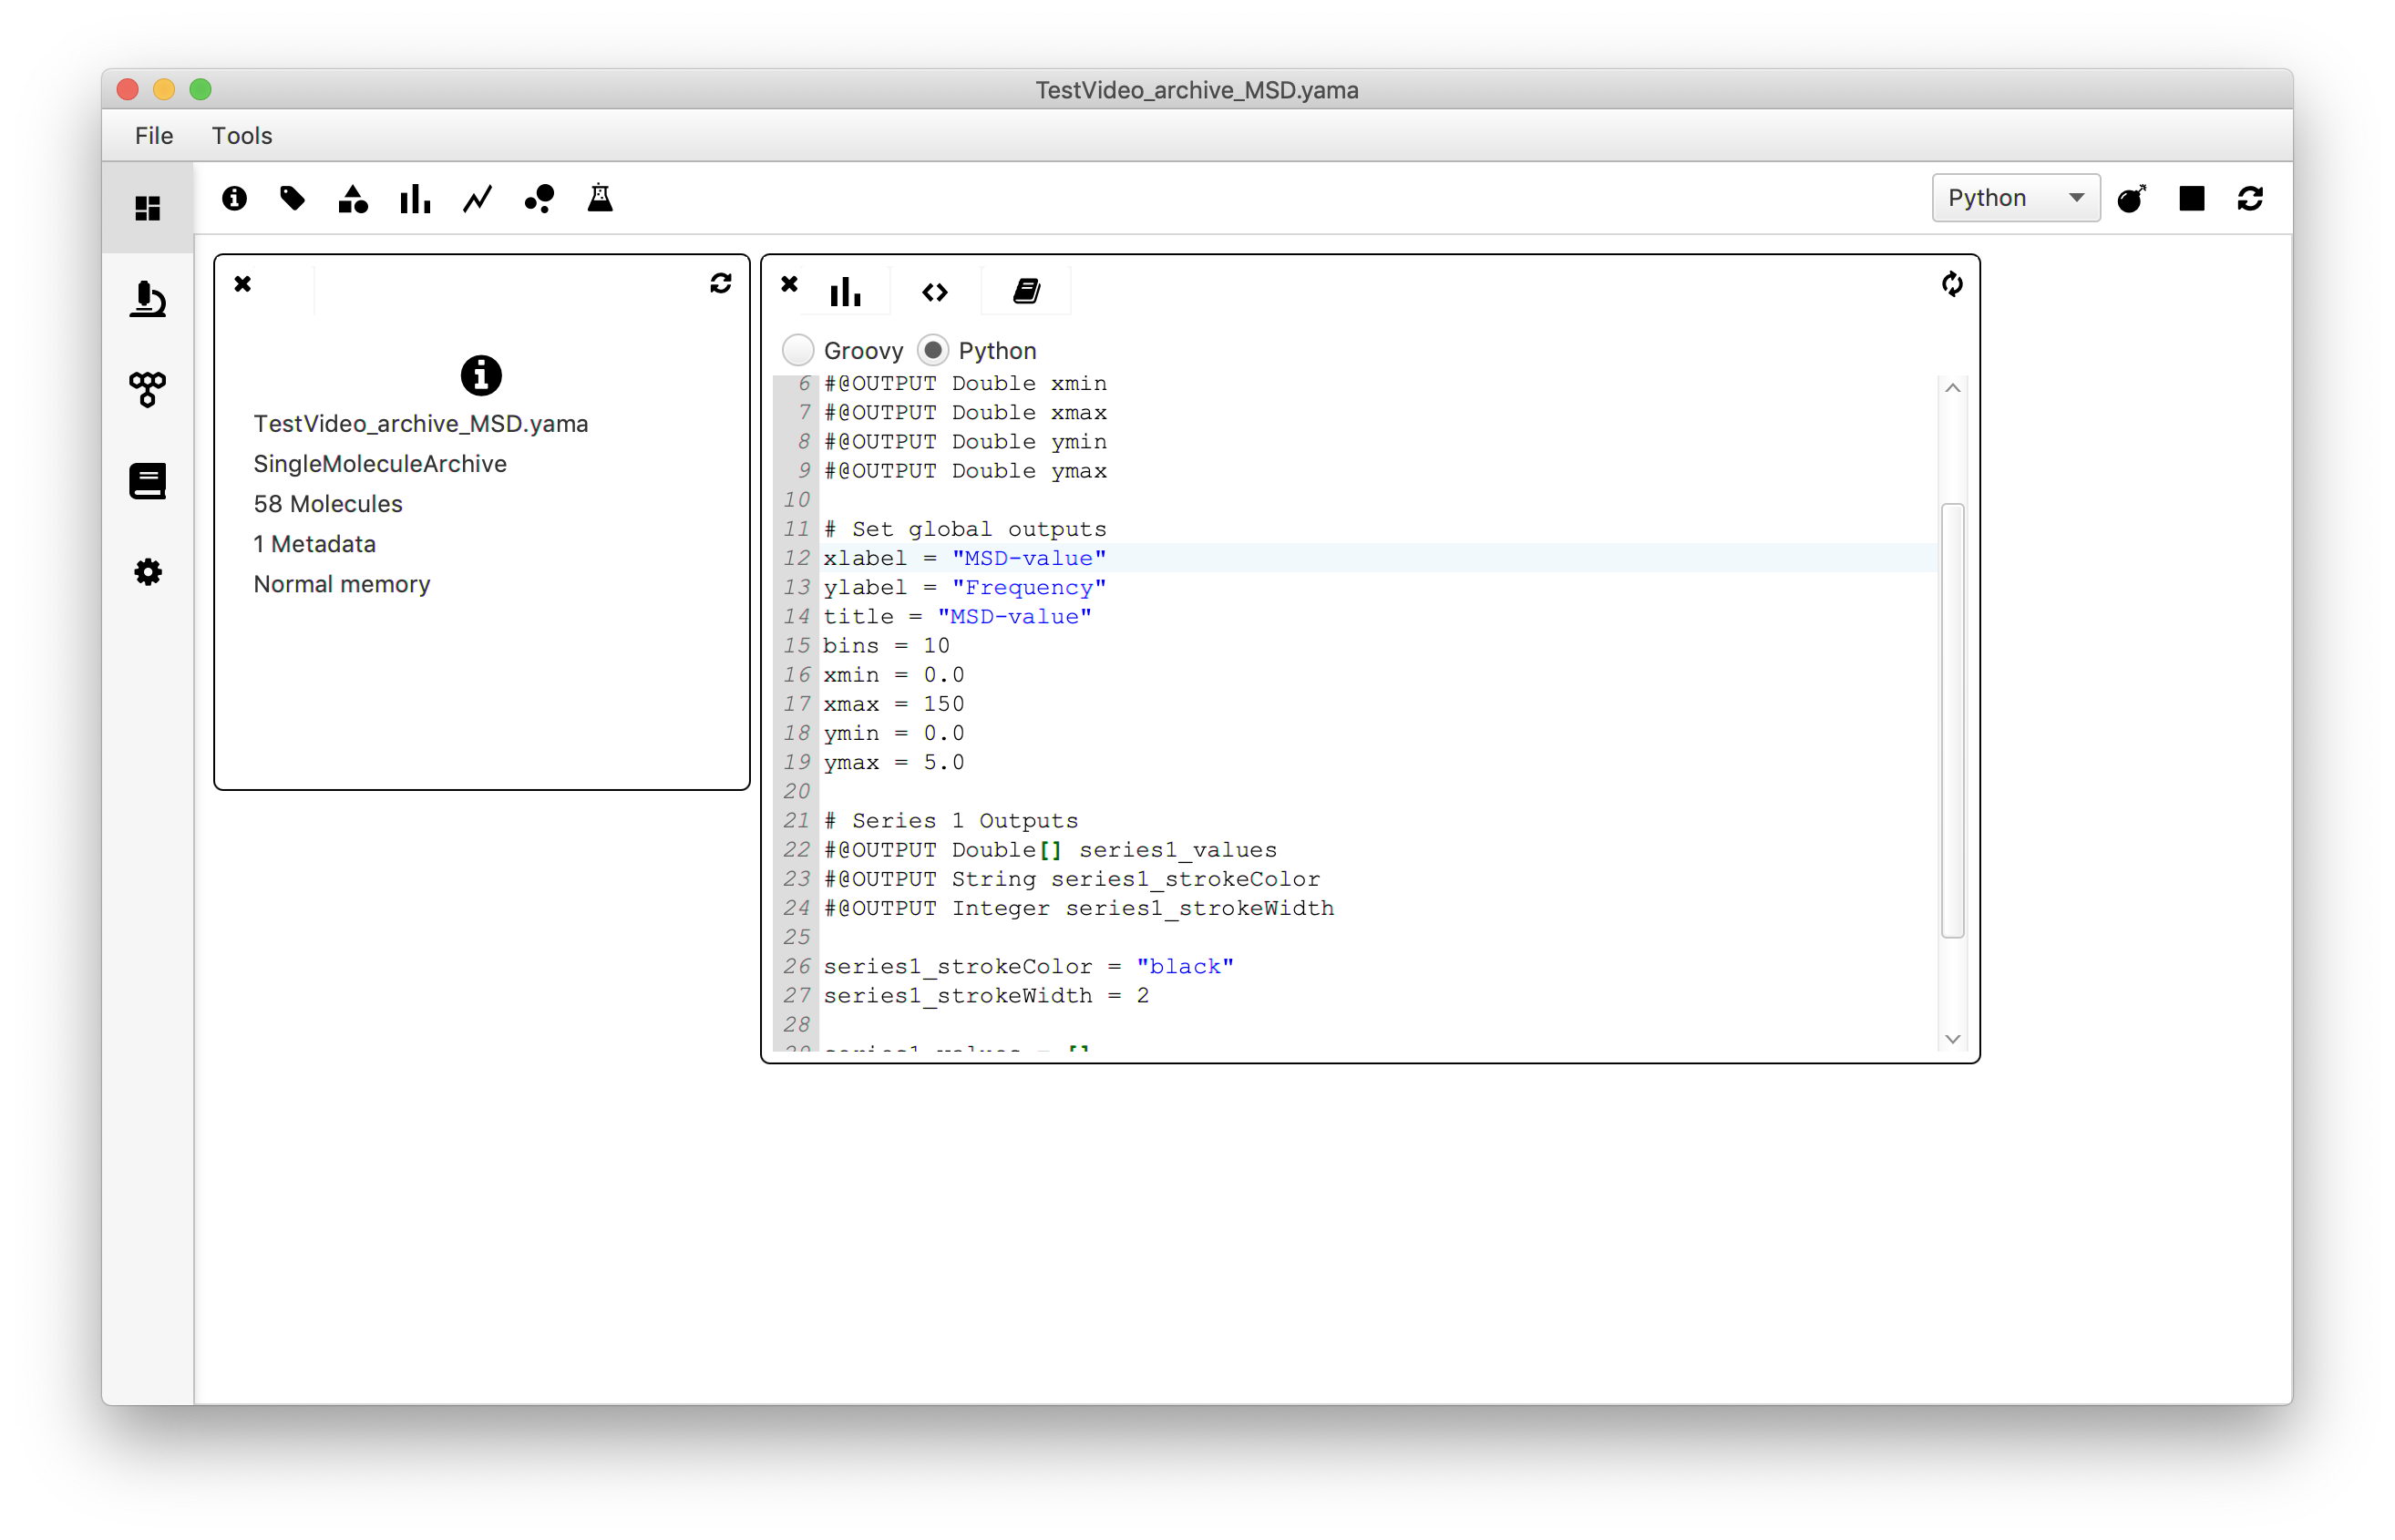 TestVideo_archive_MSD.yama
File Tools
Python
TestVideo_archive_MSD.yama
SingleMoleculeArchive
58 Molecules
1 Metadata
Normal memory
Groovy Python
6 #@OUTPUT Double xmin
7 #@OUTPUT Double xmax
8 #@OUTPUT Double ymin
9 #@OUTPUT Double ymax
10
11 # Set global outputs
12 xlabel = "MSD-value"
13 ylabel = "Frequency"
14 title = "MSD-value"
15 bins = 10
16 xmin = 0.0
17 xmax = 150
18 ymin = 0.0
19 ymax = 5.0
20
21 # Series 1 Outputs
22 #@OUTPUT Double[] series1_values
23 #@OUTPUT String series1_strokeColor
24 #@OUTPUT Integer series1_strokeWidth
25
26 series1_strokeColor = "black"
27 series1_strokeWidth = 2
28